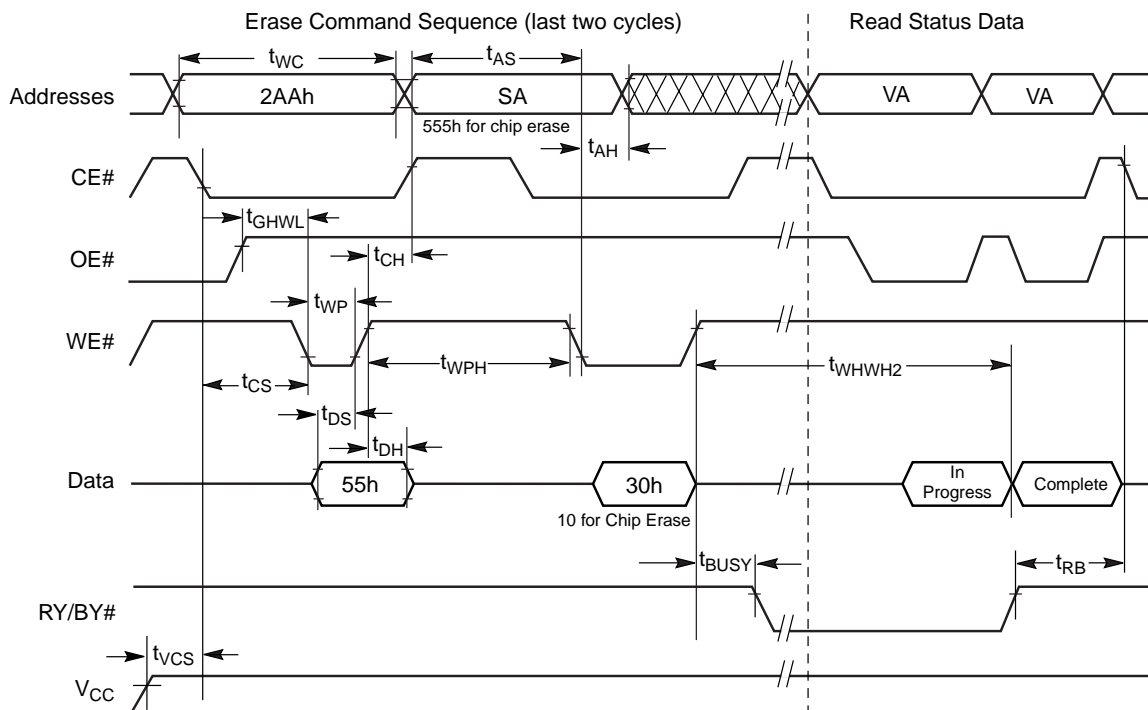 Erase Command Sequence (last two cycles)
Read Status Data
tWC
tAS
Addresses
2AAh
SA
VA
VA
555h for chip erase
tAH
CE#
tGHWL
OE#
tCH
tWP
WE#
tWPH
tWHWH2
tCS
tDS
tDH
Data
55h
30h
In
Progress
Complete
10 for Chip Erase
tBUSY
tRB
RY/BY#
tVCS
VCC